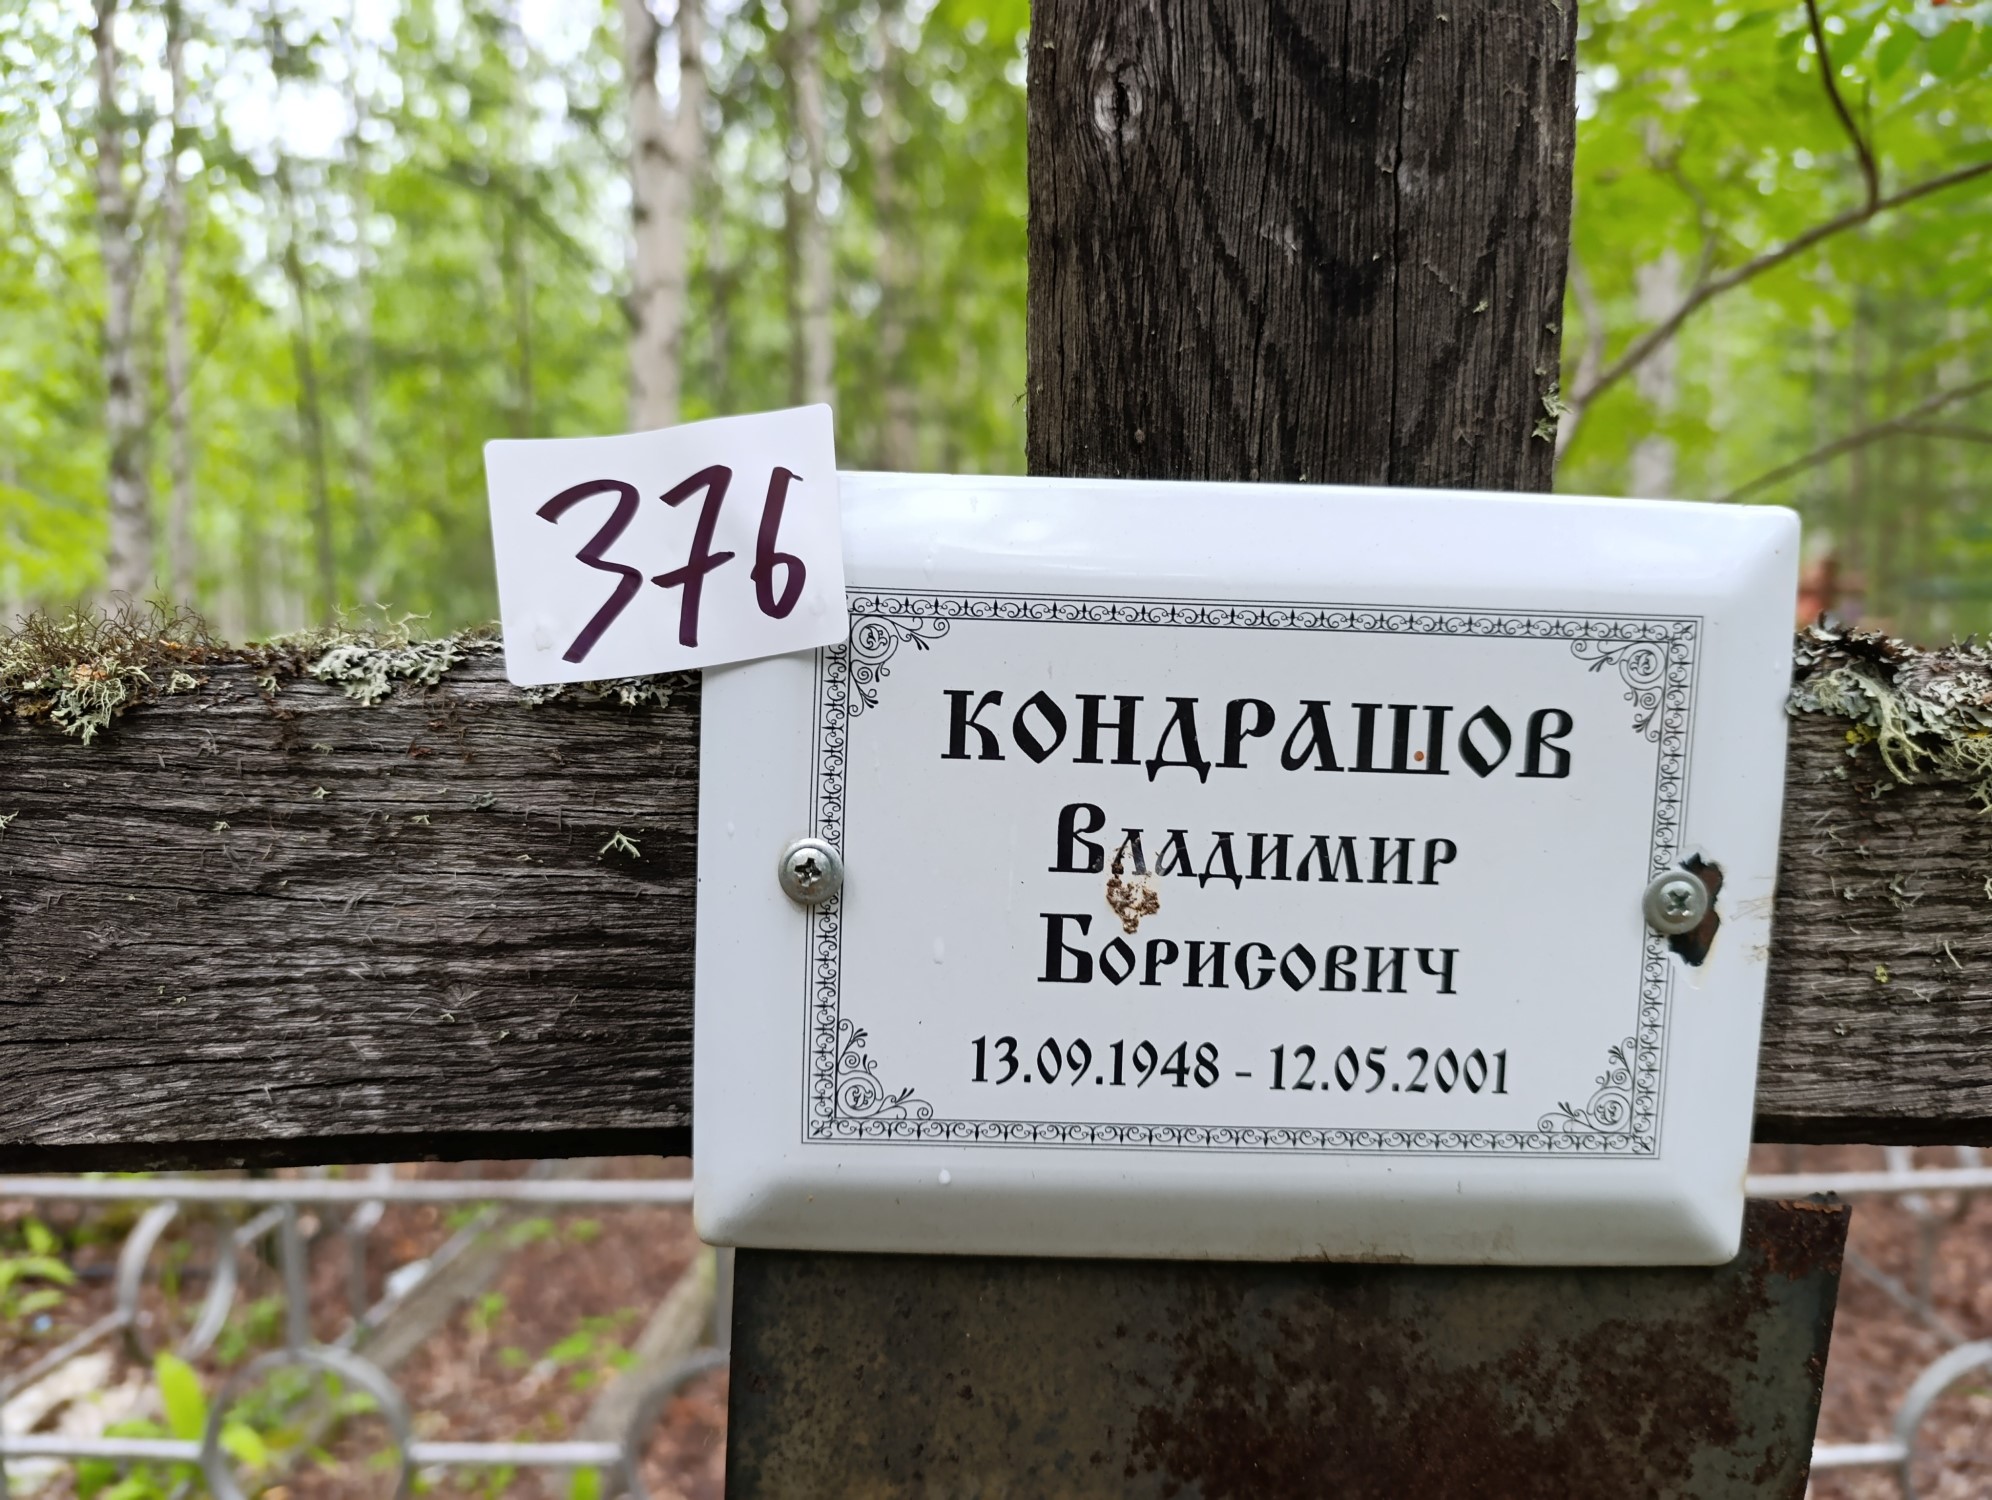 376
КОНДРАШОВ
Владимир
Борисович
13.09.1948 - 12.05.2001